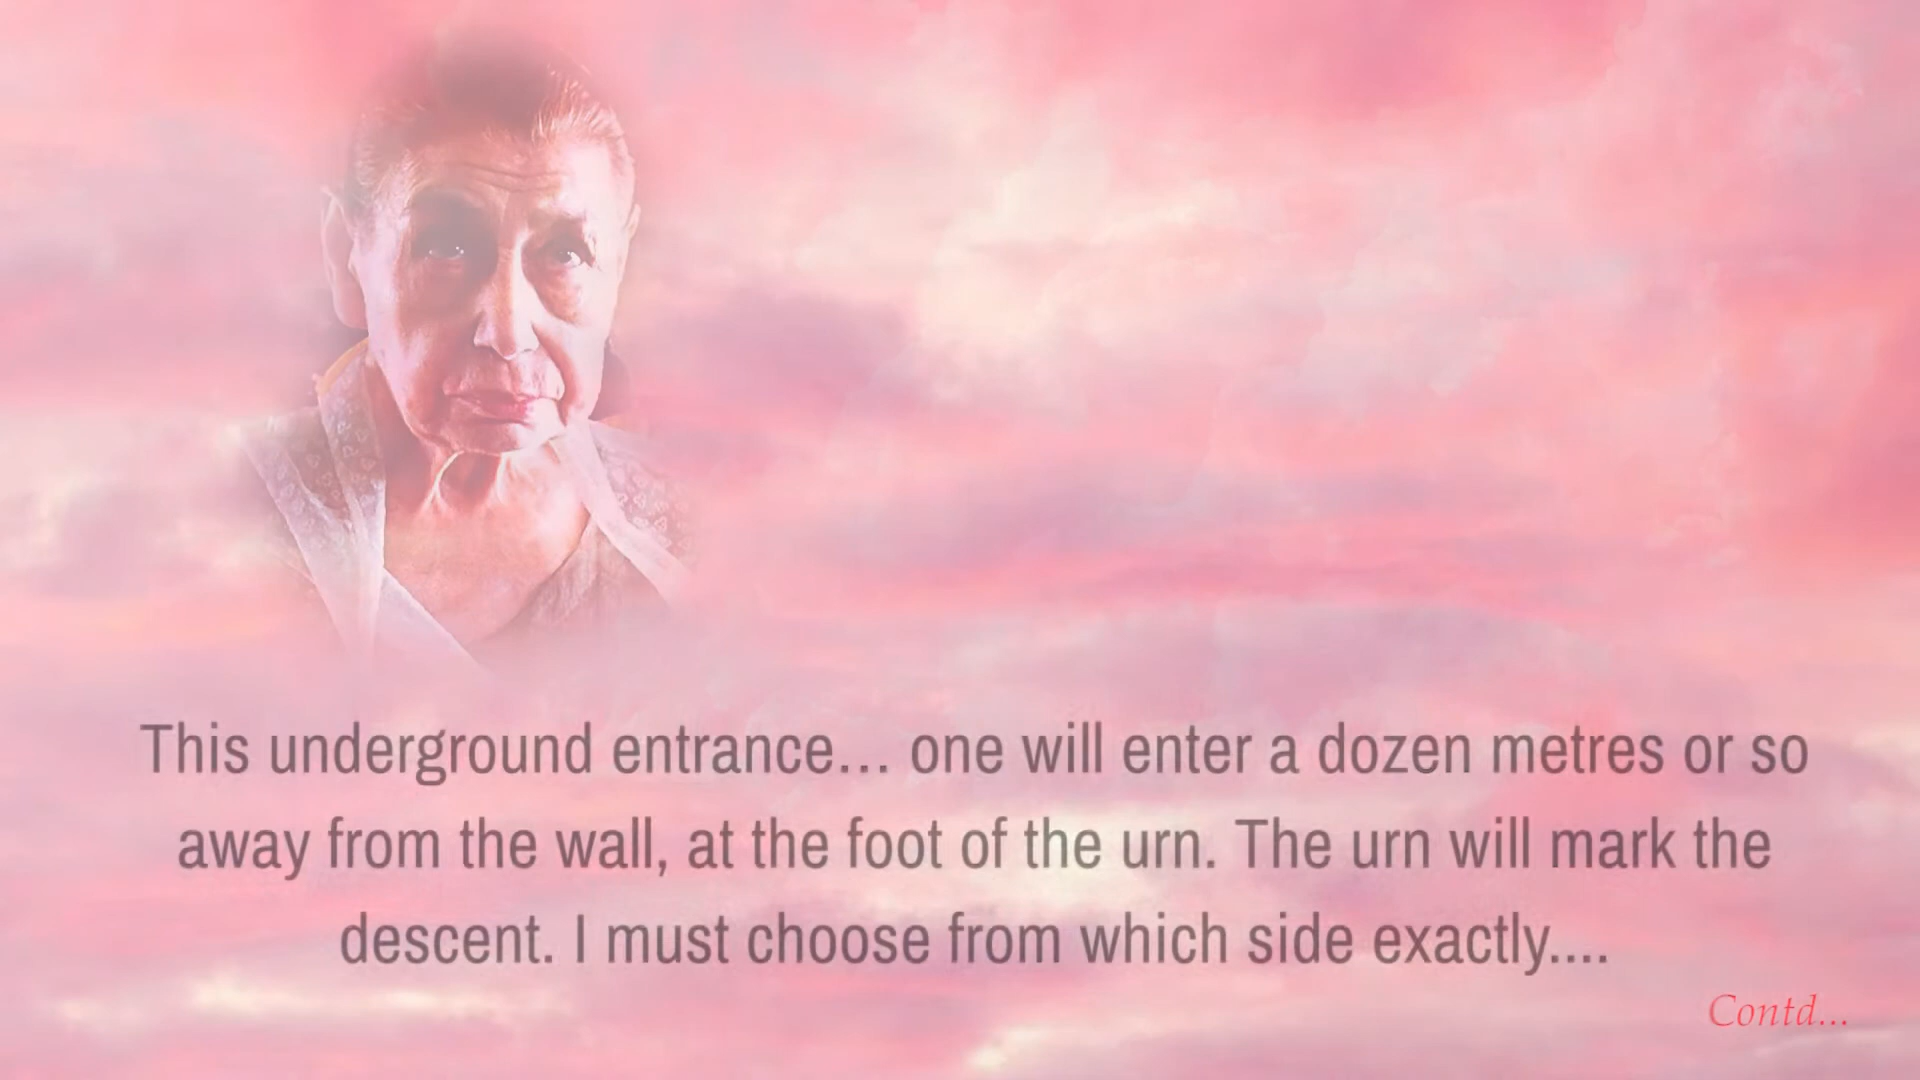 This underground entrance... one will enter a dozen metres or so
away from the wall, at the foot of the urn. The urn will mark the
descent. I must choose from which side exactly....
Contd...